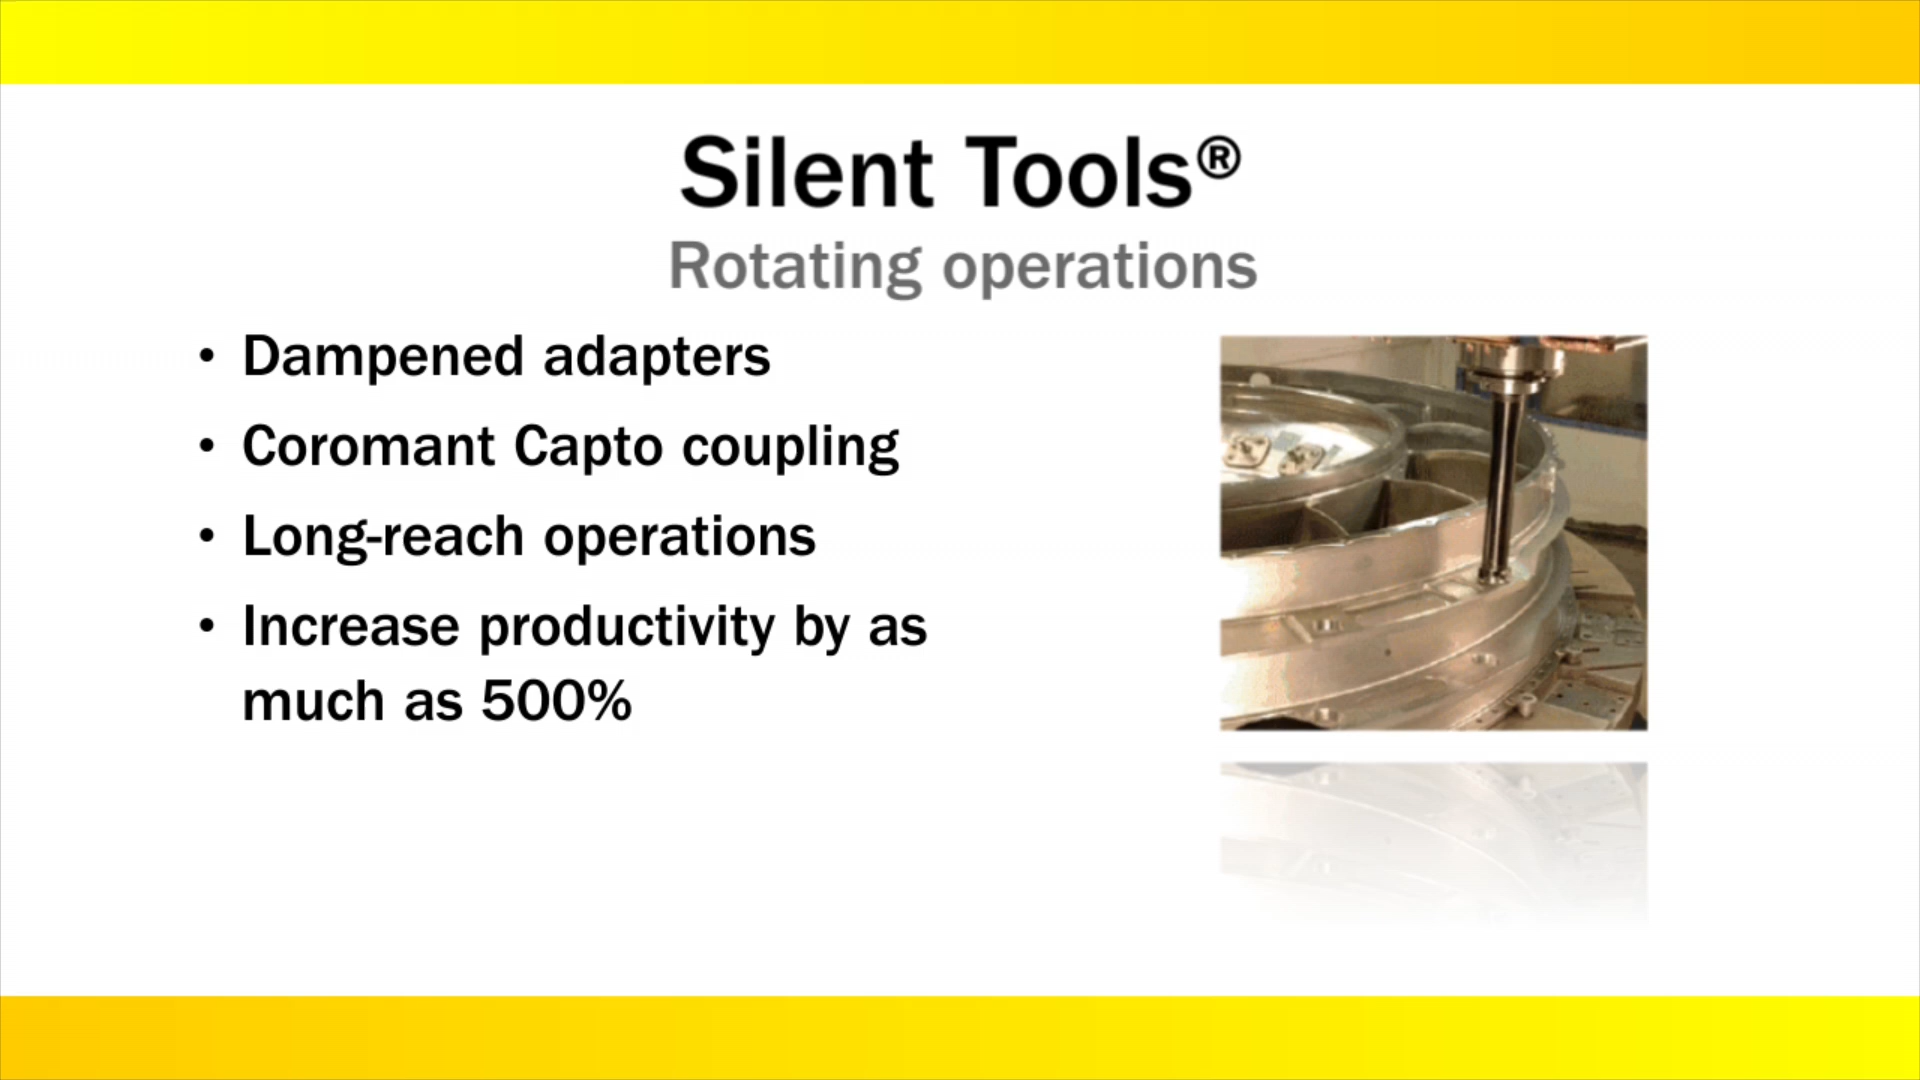 Silent Tools®
Rotating operations
• Dampened adapters
• Coromant Capto coupling
• Long-reach operations
• Increase productivity by as
much as 500%